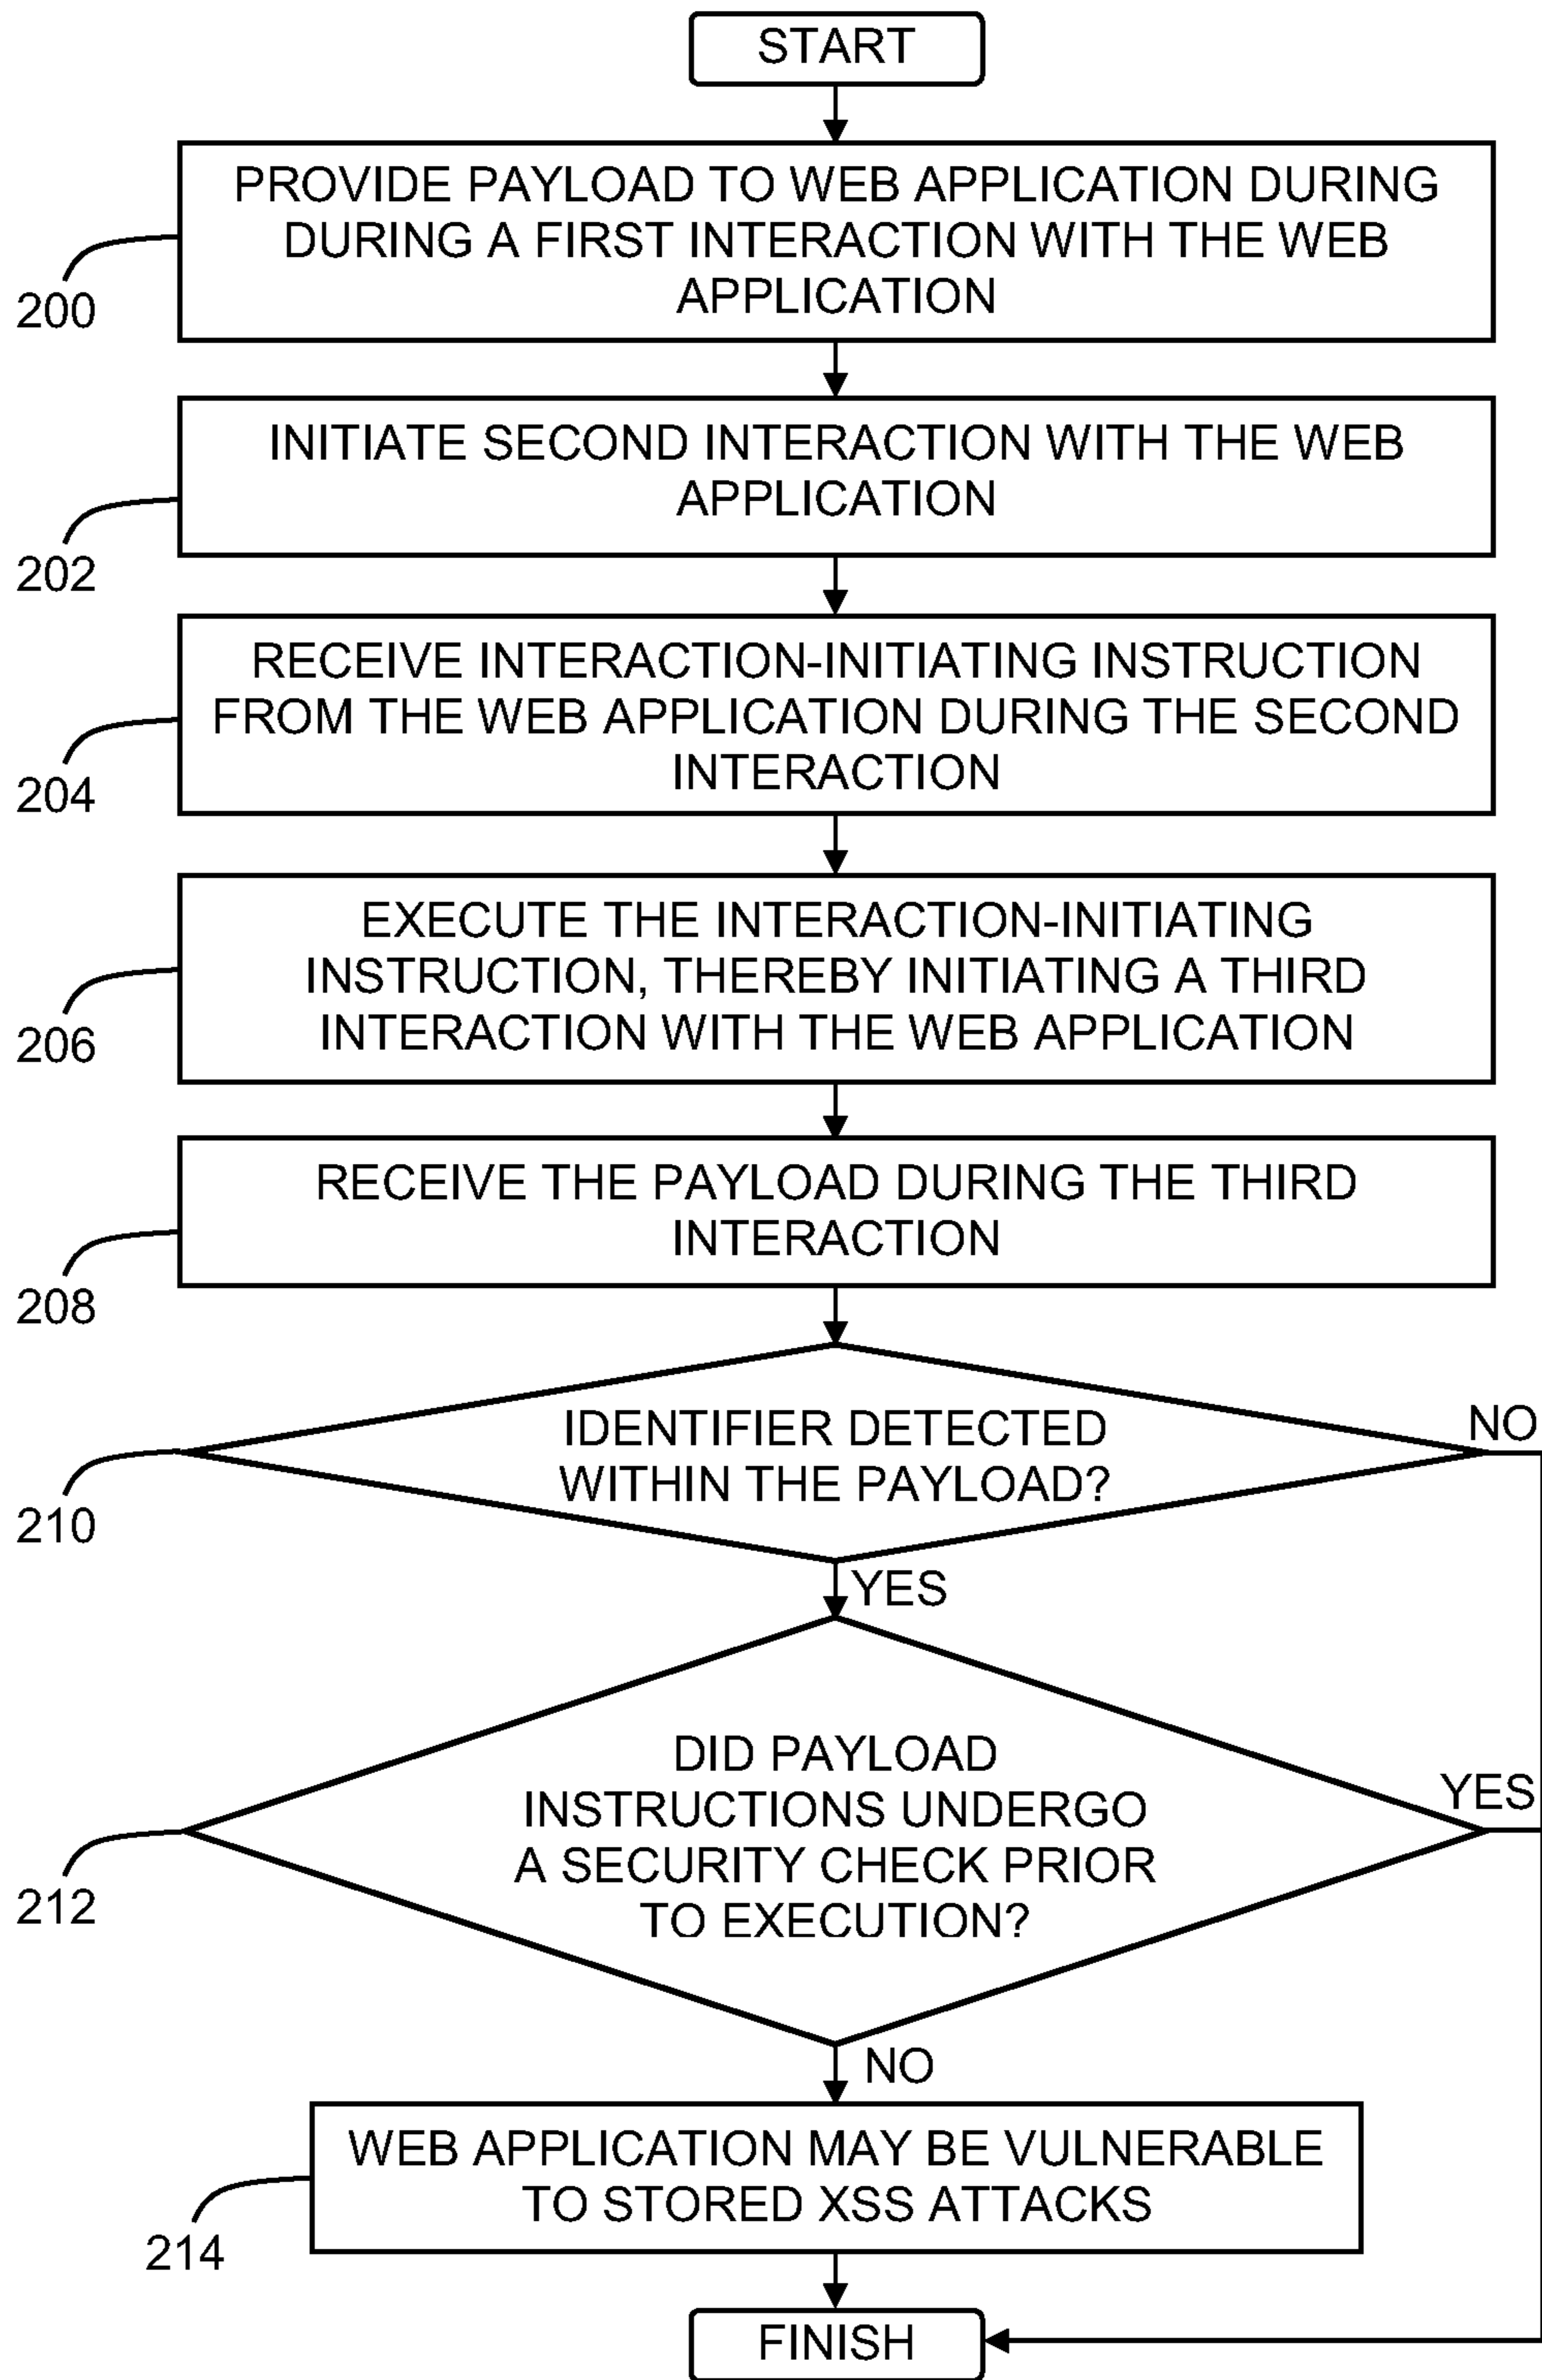 START
PROVIDE PAYLOAD TO WEB APPLICATION DURING
DURING A FIRST INTERACTION WITH THE WEB
APPLICATION
200
INITIATE SECOND INTERACTION WITH THE WEB
APPLICATION
202
RECEIVE INTERACTION-INITIATING INSTRUCTION
FROM THE WEB APPLICATION DURING THE SECOND
INTERACTION
204
EXECUTE THE INTERACTION-INITIATING
INSTRUCTION, THEREBY INITIATING A THIRD
INTERACTION WITH THE WEB APPLICATION
206
RECEIVE THE PAYLOAD DURING THE THIRD
INTERACTION
208
IDENTIFIER DETECTED
WITHIN THE PAYLOAD?
NO
210
YES
DID PAYLOAD
INSTRUCTIONS UNDERGO
A SECURITY CHECK PRIOR
TO EXECUTION?
YES
212
NO
WEB APPLICATION MAY BE VULNERABLE
TO STORED XSS ATTACKS
214
FINISH